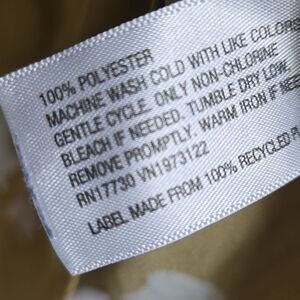 100% POLYESTER
MACHINE WASH COLD WITH LIKE COLORS
GENTLE CYCLE. ONLY NON-CHLORINE
BLEACH IF NEEDED. TUMBLE DRY LOW.
REMOVE PROMPTLY. WARM IRON IF NEEDED
RN17730 VN1973122
LABEL MADE FROM 100% RECYCLED